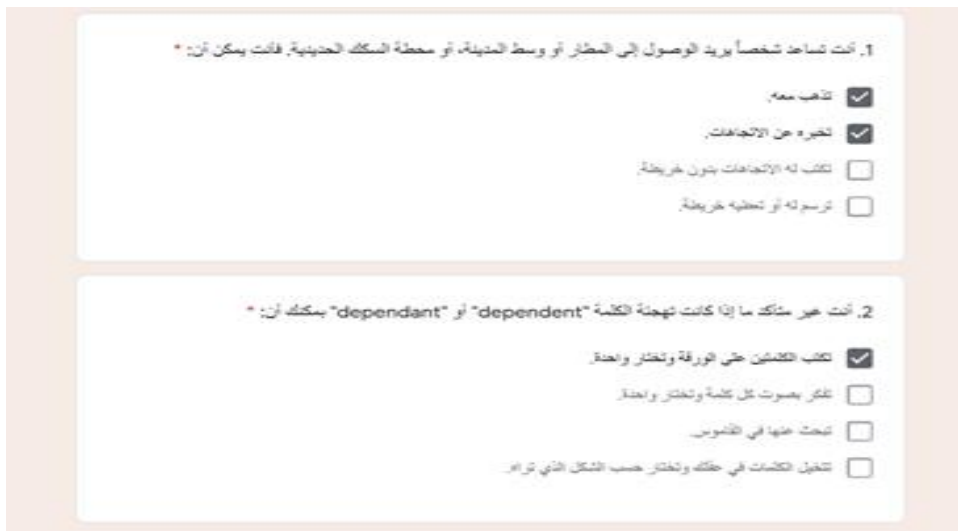 1. أنت تساعد شخصاً يريد الوصول إلى المطار أو وسط المدينة، أو محطة السكك الحديدية. فأنت يمكن أن: *
تذهب معه.
تخبره عن الاتجاهات.
تكتب له الاتجاهات بدون خريطة.
ترسم له أو تعطيه خريطة.
2. أنت غير متأكد ما إذا كانت تهجئة الكلمة "dependent" أو "dependant" يمكنك أن: *
تكتب الكلمتين على الورقة وتختار واحدة.
تفكر بصوت كل كلمة وتختار واحدة.
تبحث عنها في القاموس.
تتخيل الكلمات في عقلك وتختار حسب الشكل الذي تراه.